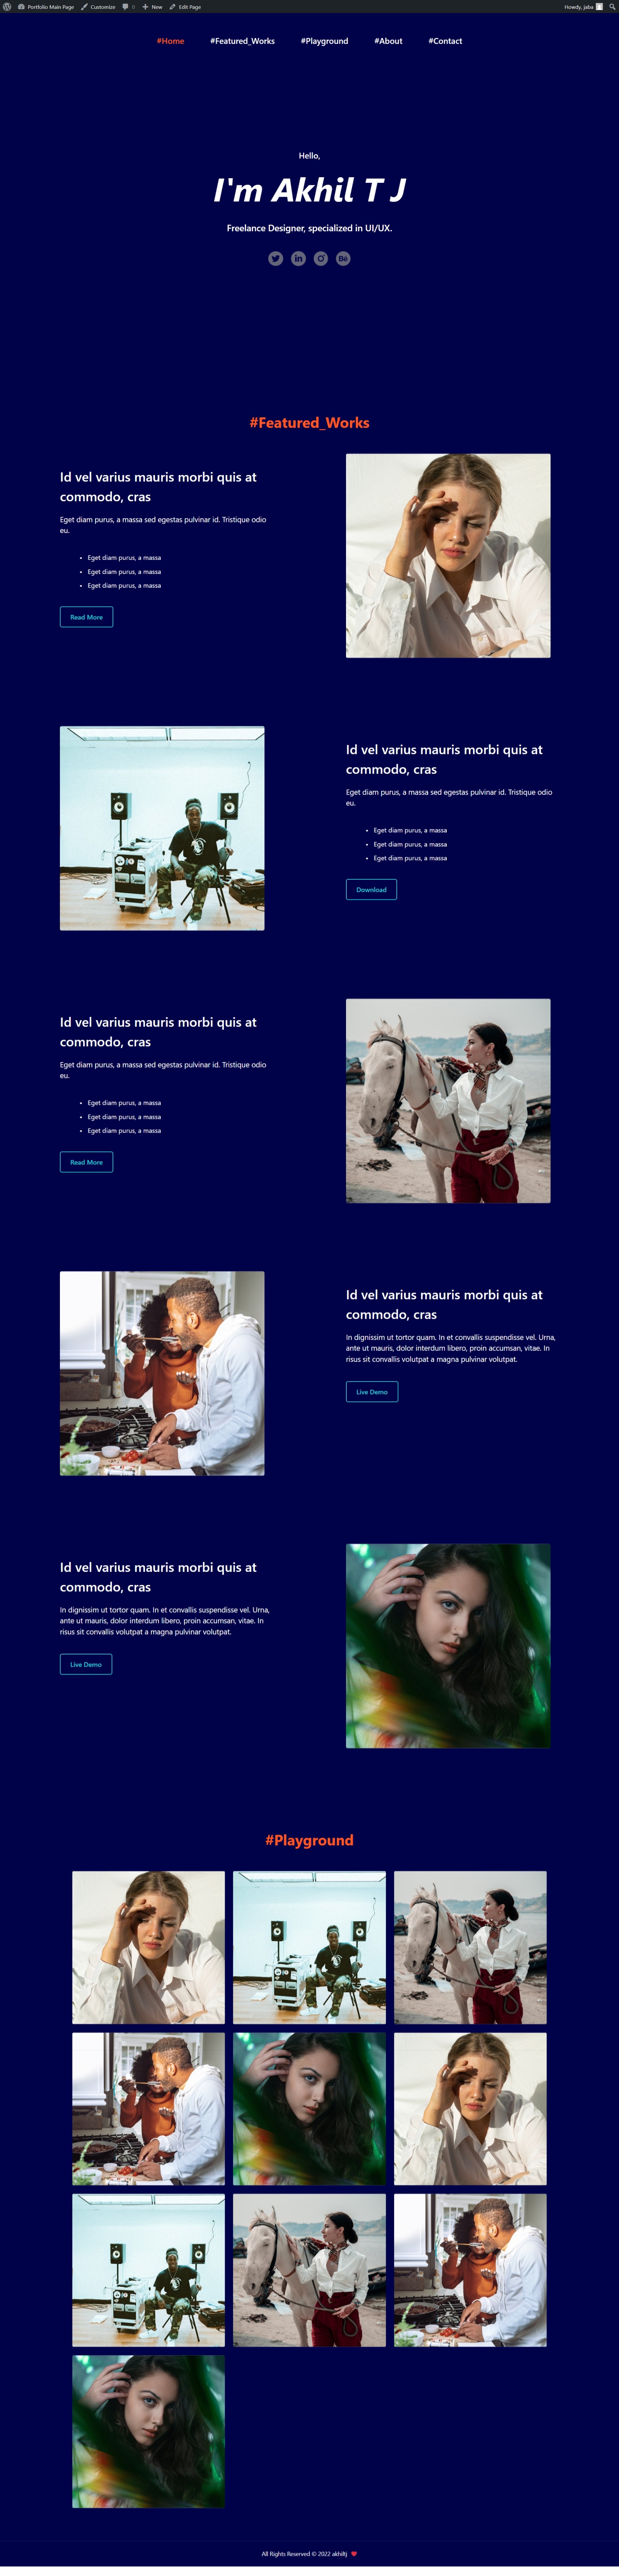 Portfolio Main Page Customize 0 New Edit Page Howdy, jaba
#Home #Featured_Works #Playground #About #Contact
Hello,
I'm Akhil T J
Freelance Designer, specialized in UI/UX.
in Bē
#Featured_Works
Id vel varius mauris morbi quis at
commodo, cras
Eget diam purus, a massa sed egestas pulvinar id. Tristique odio
eu.
• Eget diam purus, a massa
• Eget diam purus, a massa
• Eget diam purus, a massa
Read More
Id vel varius mauris morbi quis at
commodo, cras
Eget diam purus, a massa sed egestas pulvinar id. Tristique odio
eu.
• Eget diam purus, a massa
• Eget diam purus, a massa
• Eget diam purus, a massa
Download
Id vel varius mauris morbi quis at
commodo, cras
Eget diam purus, a massa sed egestas pulvinar id. Tristique odio
eu.
• Eget diam purus, a massa
• Eget diam purus, a massa
• Eget diam purus, a massa
Read More
Id vel varius mauris morbi quis at
commodo, cras
In dignissim ut tortor quam. In et convallis suspendisse vel. Urna,
ante ut mauris, dolor interdum libero, proin accumsan, vitae. In
risus sit convallis volutpat a magna pulvinar volutpat.
Live Demo
Id vel varius mauris morbi quis at
commodo, cras
In dignissim ut tortor quam. In et convallis suspendisse vel. Urna,
ante ut mauris, dolor interdum libero, proin accumsan, vitae. In
risus sit convallis volutpat a magna pulvinar volutpat.
Live Demo
#Playground
All Rights Reserved © 2022 akhiltj